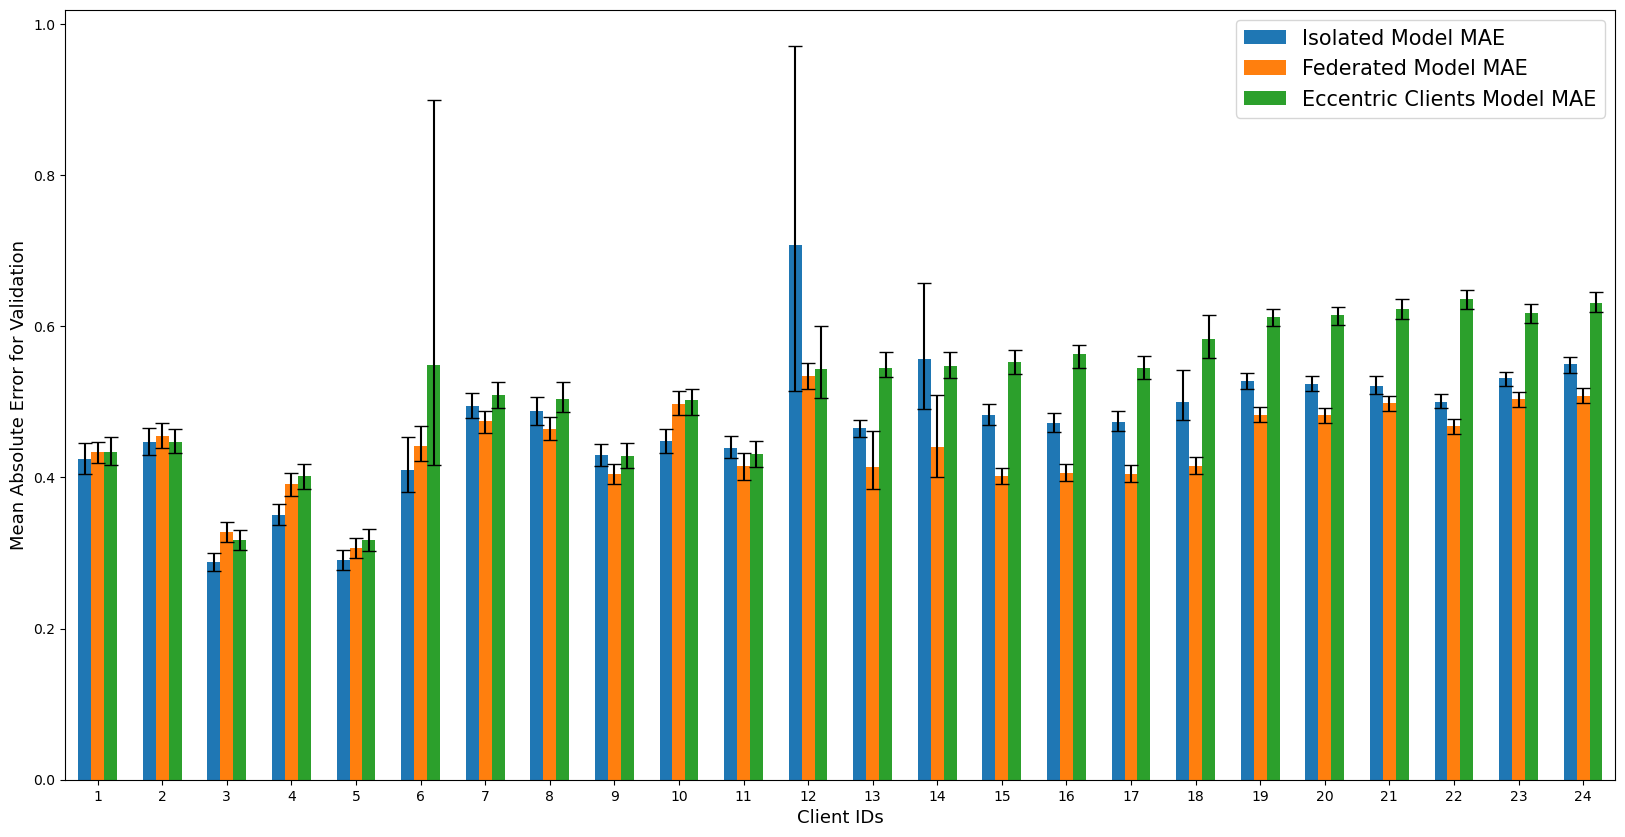 Isolated Model MAE
Federated Model MAE
Eccentric Clients Model MAE
Mean Absolute Error for Validation
1.0
0.8
0.6
0.4
0.2
0.0
1 2 3 4 5 6 7 8 9 10 11 12 13 14 15 16 17 18 19 20 21 22 23 24
Client IDs